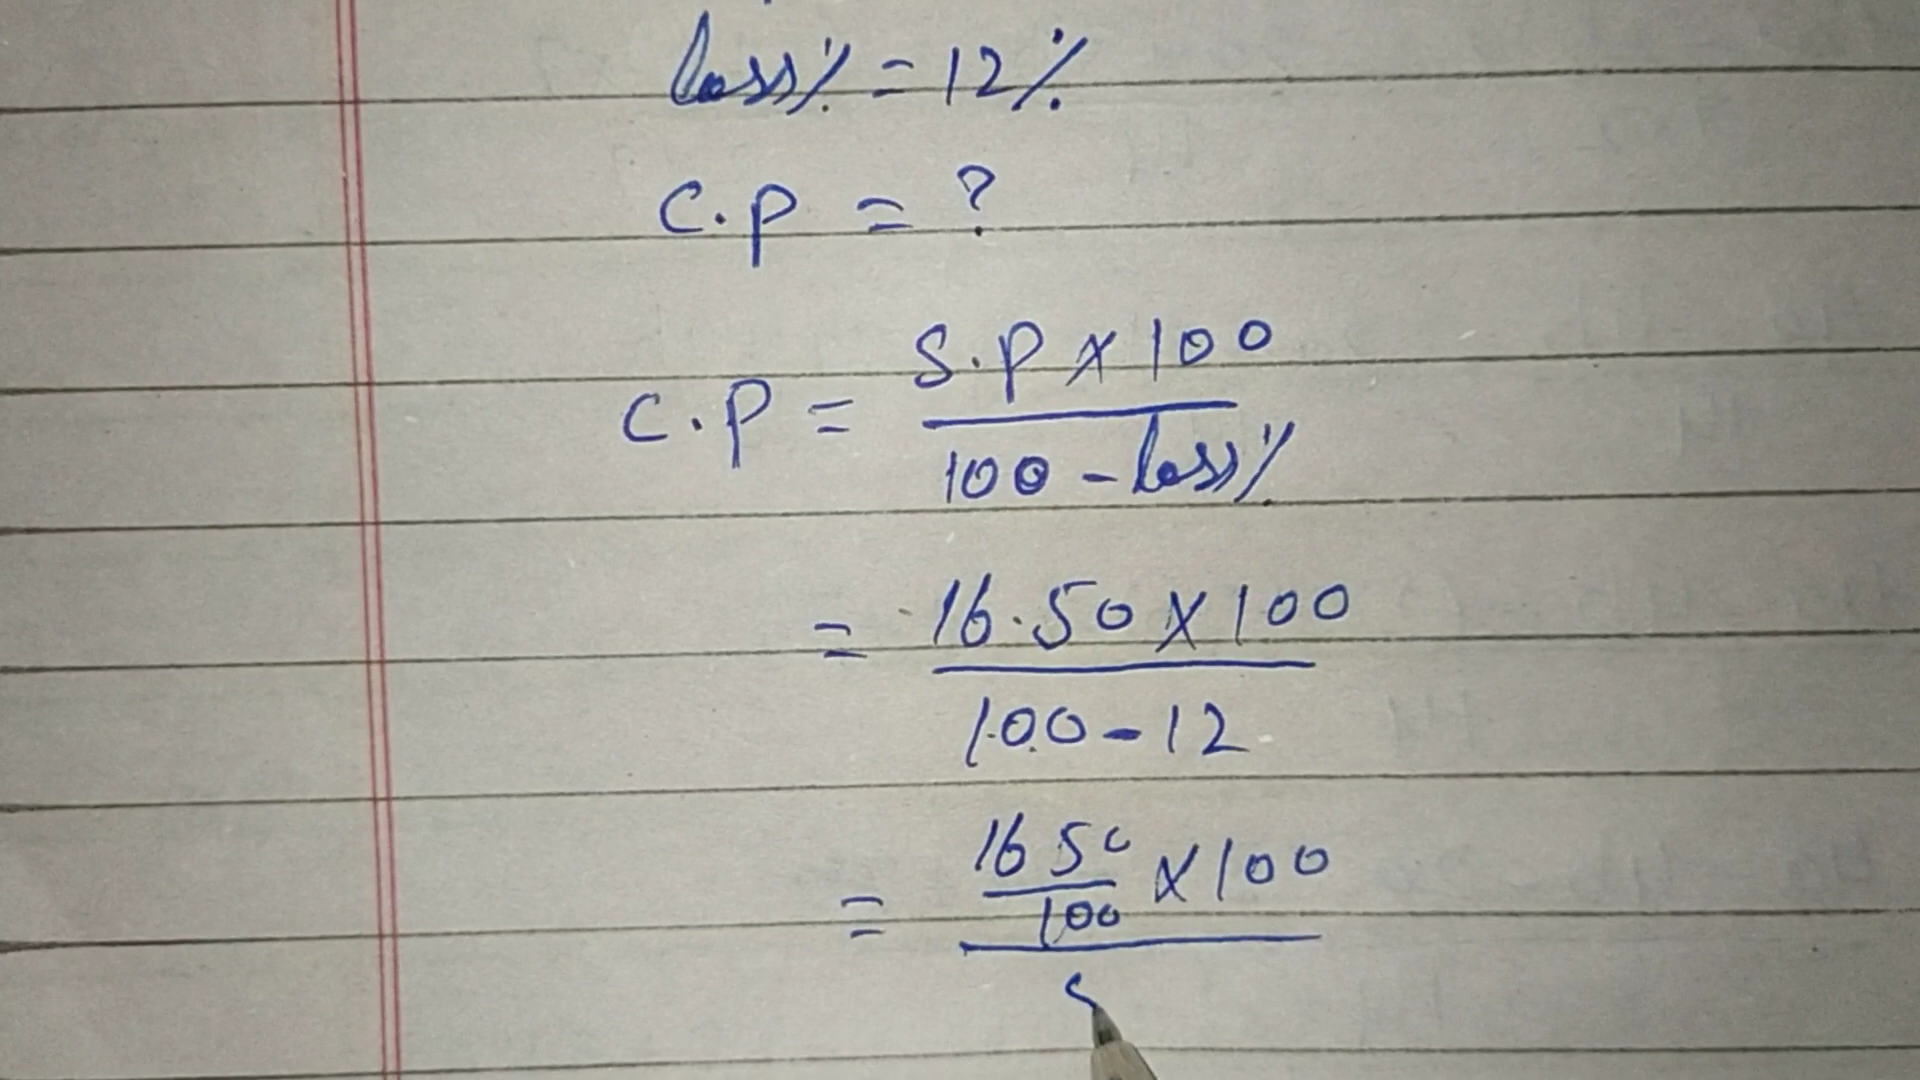 loss% = 12%
C.P = ?
C.P = S.P x 100 / 100 - loss%
= 16.50 x 100 / 100 - 12
= 1650/100 x 100